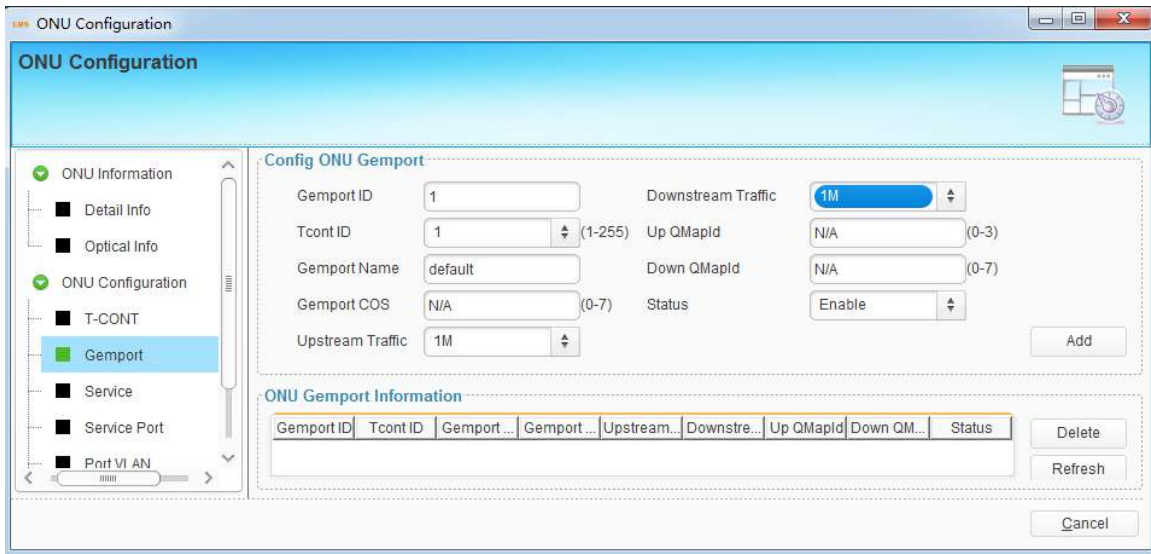 EMS ONU Configuration
ONU Configuration
ONU Information
Detail Info
Optical Info
ONU Configuration
T-CONT
Gemport
Service
Service Port
Port VLAN
Config ONU Gemport
Gemport ID 1 Downstream Traffic 1M
Tcont ID 1 (1-255) Up QMapId N/A (0-3)
Gemport Name default Down QMapId N/A (0-7)
Gemport COS N/A (0-7) Status Enable
Upstream Traffic 1M Add
ONU Gemport Information
Gemport ID Tcont ID Gemport ... Gemport ... Upstream... Downstre... Up QMapId Down QM... Status
Delete
Refresh
Cancel